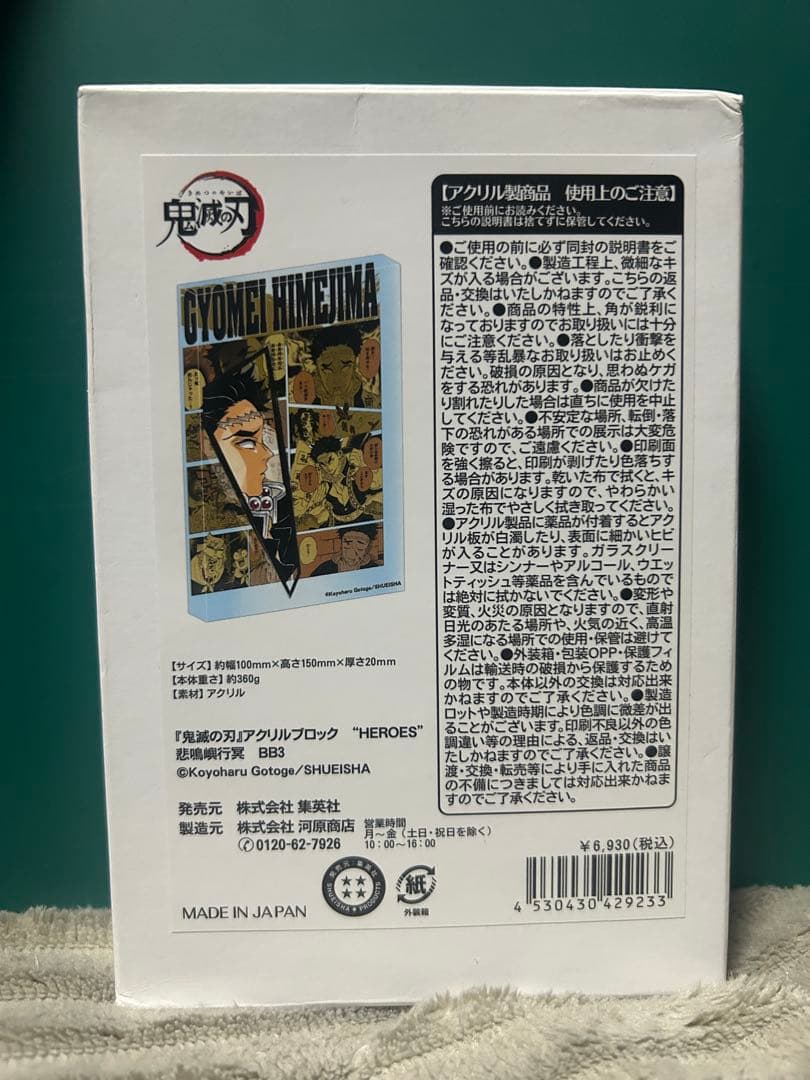 きめつのやいば
鬼滅の刃
GYOMEI HIMEJIMA
©Koyoharu Gotoge/SHUEISHA
【サイズ】約幅100mm×高さ150mm×厚さ20mm
【本体重さ】約360g
【素材】アクリル
『鬼滅の刃』アクリルブロック “HEROES”
悲鳴嶼行冥 BB3
©Koyoharu Gotoge/SHUEISHA
発売元 株式会社 集英社
製造元 株式会社 河原商店
0120-62-7926
営業時間
月～金（土日・祝日を除く）
10:00～16:00
MADE IN JAPAN
発売元:集英社
SHUEISHA PRODUCTS
紙
外装箱
【アクリル製商品 使用上のご注意】
※ご使用前にお読みください。
こちらの説明書は捨てずに保管してください。
●ご使用の前に必ず同封の説明書をご
確認ください。●製造工程上、微細なキ
ズが入る場合がございます。こちらの返
品・交換はいたしかねますのでご了承くだ
さい。●商品の特性上、角が鋭利に
なっておりますのでお取り扱いには十分
にご注意ください。●落としたり衝撃を
与える等乱暴なお取り扱いはお止めく
ださい。破損の原因となり、思わぬケガ
をする恐れがあります。●商品が欠けた
り割れたりした場合は直ちに使用を中止
してください。●不安定な場所、転倒・落
下の恐れがある場所での展示は大変危
険ですので、ご遠慮ください。●印刷面
を強く擦ると、印刷が剥げたり色落ちす
る場合があります。乾いた布で拭くと、キ
ズの原因になりますので、やわらかい
湿った布でやさしく拭き取ってください。
●アクリル製品に薬品が付着するとアク
リル板が白濁したり、表面に細かいヒビ
が入ることがあります。ガラスクリー
ナー又はシンナーやアルコール、ウエッ
トティッシュ等薬品を含んでいるもので
は絶対に拭かないでください。●変形や
変質、火災の原因となりますので、直射
日光のあたる場所や、火気の近く、高温
多湿になる場所での使用・保管は避けて
ください。●外装箱・包装OPP・保護フィ
ルムは輸送時の破損から保護するため
の物です。本体以外の交換は対応出来
かねますのでご了承ください。●製造
ロットや製造時期により色調に微差が出
ることがございます。印刷不良以外の色
調違い等の理由による、返品・交換はいた
しかねますのでご了承ください。●譲
渡・交換・転売等により手に入れた商品
の不備につきましては対応出来かねま
すのでご了承ください。
￥6,930(税込)
4 530430 429233